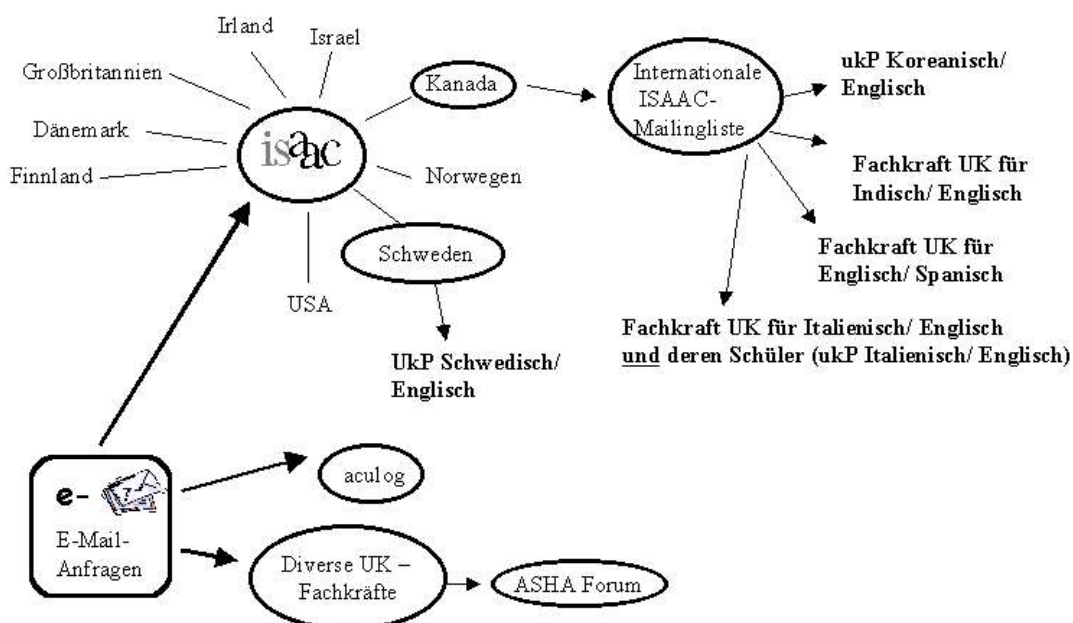 Irland
Israel
Großbritannien
Kanada
Internationale
ISAAC-
Mailingliste
ukP Koreanisch/
Englisch
Dänemark
isaac
Finnland
Norwegen
Fachkraft UK für
Indisch/ Englisch
Schweden
Fachkraft UK für
Englisch/ Spanisch
USA
Fachkraft UK für Italienisch/ Englisch
und deren Schüler (ukP Italienisch/ Englisch)
UkP Schwedisch/
Englisch
e-
E-Mail-
Anfragen
aculog
Diverse UK –
Fachkräfte
ASHA Forum